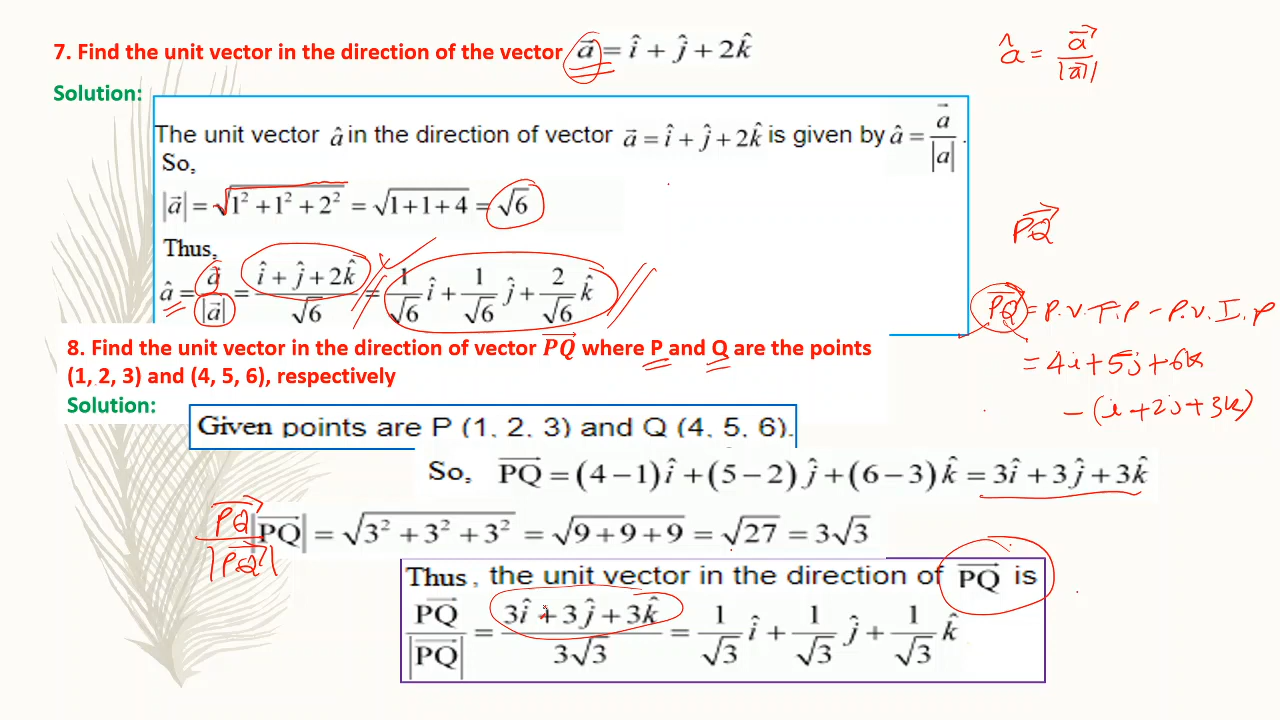 7. Find the unit vector in the direction of the vector a⃗ = î + ĵ + 2k̂
â = a⃗ / |a⃗|
Solution:
The unit vector â in the direction of vector a⃗ = î + ĵ + 2k̂ is given by â = a⃗ / |a| .
So,
|a⃗| = √(1² + 1² + 2²) = √(1+1+4) = √6
Thus,
â = a⃗ / |a⃗| = (î + ĵ + 2k̂) / √6 = 1/√6 î + 1/√6 ĵ + 2/√6 k̂
PQ⃗
PQ⃗ = P.V. F.P - P.V. I.P
= 4i + 5j + 6k
- (i + 2j + 3k)
8. Find the unit vector in the direction of vector PQ⃗ where P and Q are the points
(1, 2, 3) and (4, 5, 6), respectively
Solution:
Given points are P (1, 2, 3) and Q (4, 5, 6).
So, PQ⃗ = (4 − 1) î + (5 − 2) ĵ + (6 − 3) k̂ = 3î + 3ĵ + 3k̂
PQ⃗ / |PQ⃗|
|PQ⃗| = √(3² + 3² + 3²) = √(9 + 9 + 9) = √27 = 3√3
Thus, the unit vector in the direction of PQ⃗ is
PQ⃗ / |PQ⃗| = (3î + 3ĵ + 3k̂) / 3√3 = 1/√3 î + 1/√3 ĵ + 1/√3 k̂